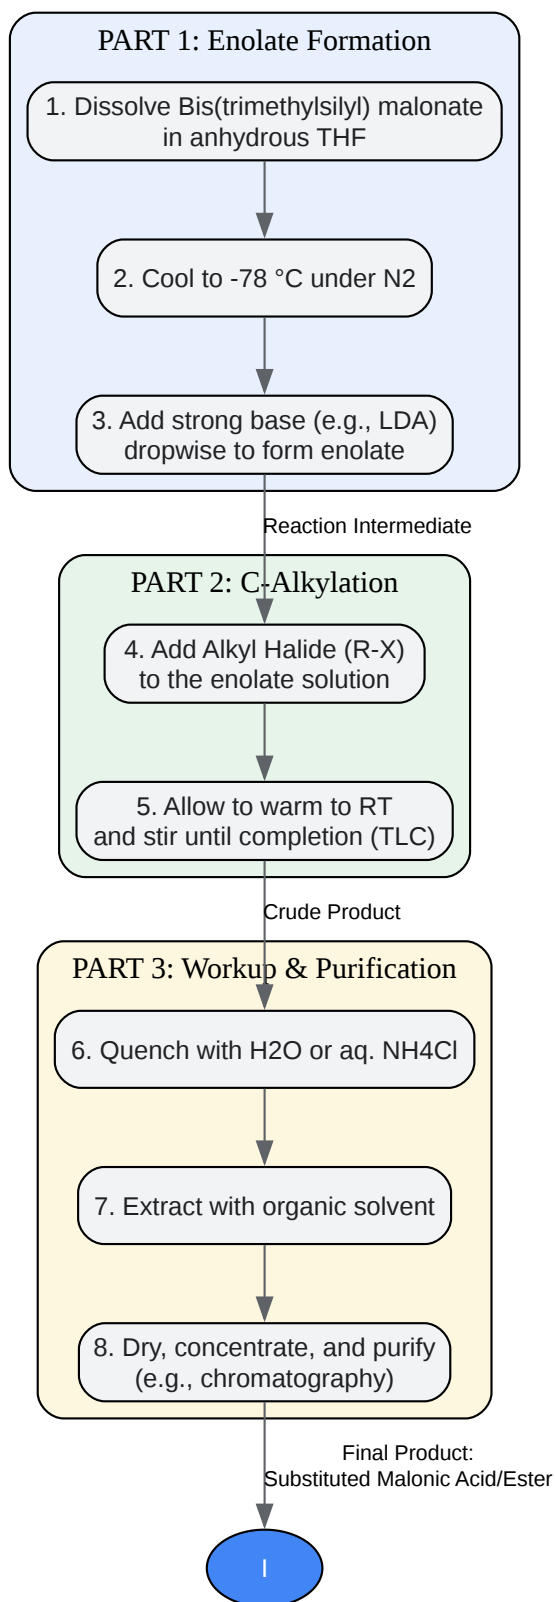 PART 1: Enolate Formation
1. Dissolve Bis(trimethylsilyl) malonate
in anhydrous THF
2. Cool to -78 °C under N2
3. Add strong base (e.g., LDA)
dropwise to form enolate
Reaction Intermediate
PART 2: C-Alkylation
4. Add Alkyl Halide (R-X)
to the enolate solution
5. Allow to warm to RT
and stir until completion (TLC)
Crude Product
PART 3: Workup & Purification
6. Quench with H2O or aq. NH4Cl
7. Extract with organic solvent
8. Dry, concentrate, and purify
(e.g., chromatography)
Final Product:
Substituted Malonic Acid/Ester
I